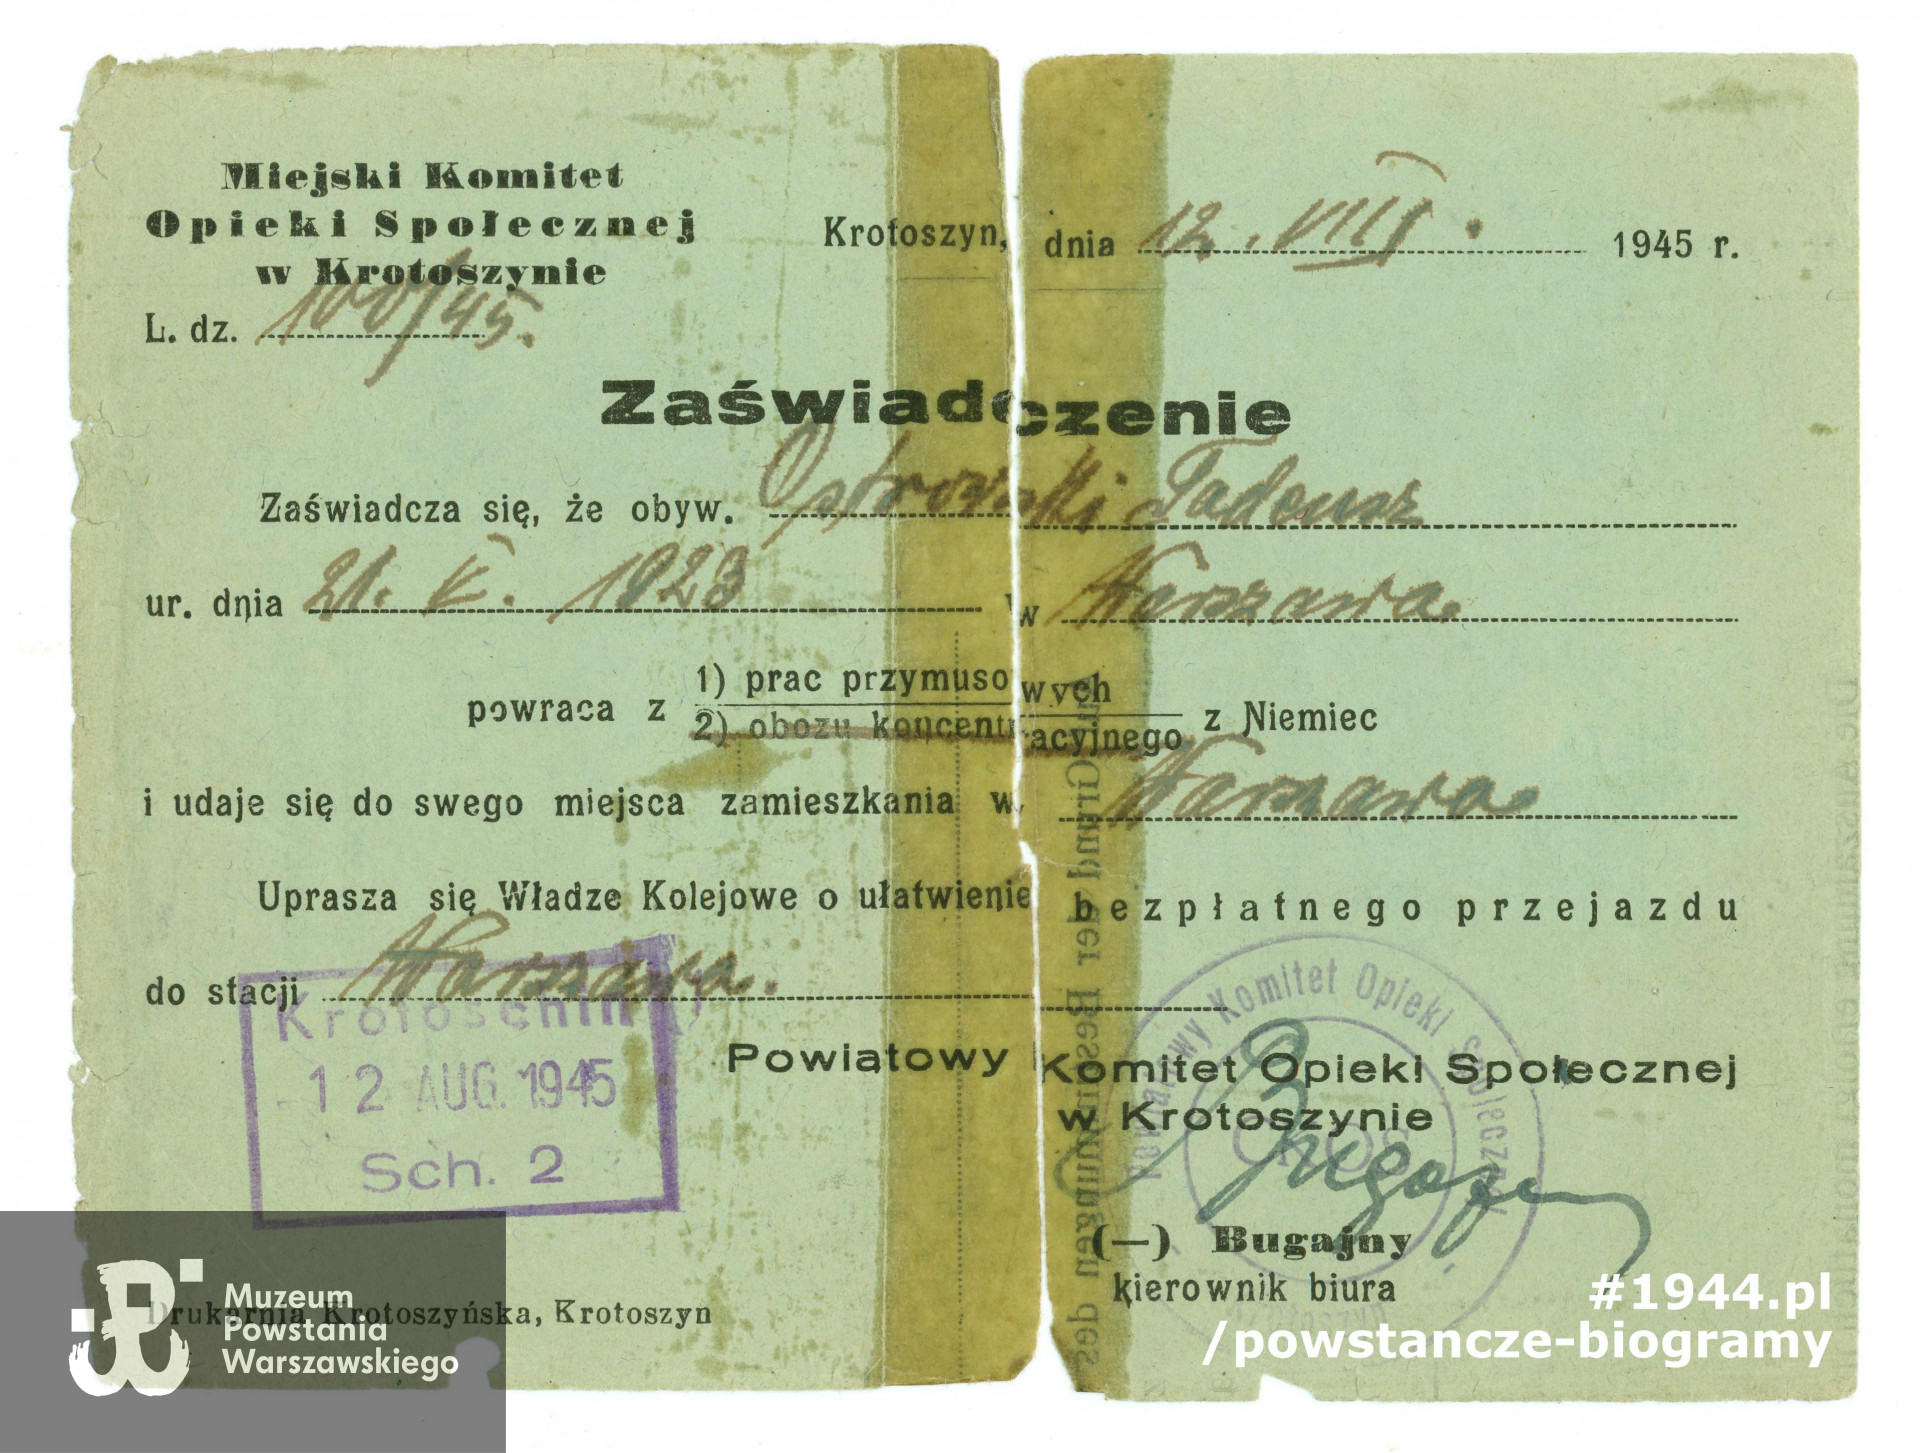 Miejski Komitet
Opieki Społecznej
w Krotoszynie
Krotoszyn, dnia 12. VIII. 1945 r.
L. dz. 100/45.
Zaświadczenie
Zaświadcza się, że obyw. Ostrowski Tadeusz
ur. dnia 21. V. 1923 w Warszawa
powraca z 1) prac przymusowych
2) obozu koncentracyjnego z Niemiec
i udaje się do swego miejsca zamieszkania w Warszawa
Uprasza się Władze Kolejowe o ułatwienie bezpłatnego przejazdu
do stacji Warszawa.
Krotoschin
12 AUG. 1945
Sch. 2
Powiatowy Komitet Opieki Społecznej
w Krotoszynie
Powiatowy Komitet Opieki Społecznej
Bugajny
(—) Bugajny
kierownik biura
Drukarnia Krotoszyńska, Krotoszyn
Muzeum
Powstania
Warszawskiego
#1944.pl
/powstancze-biogramy